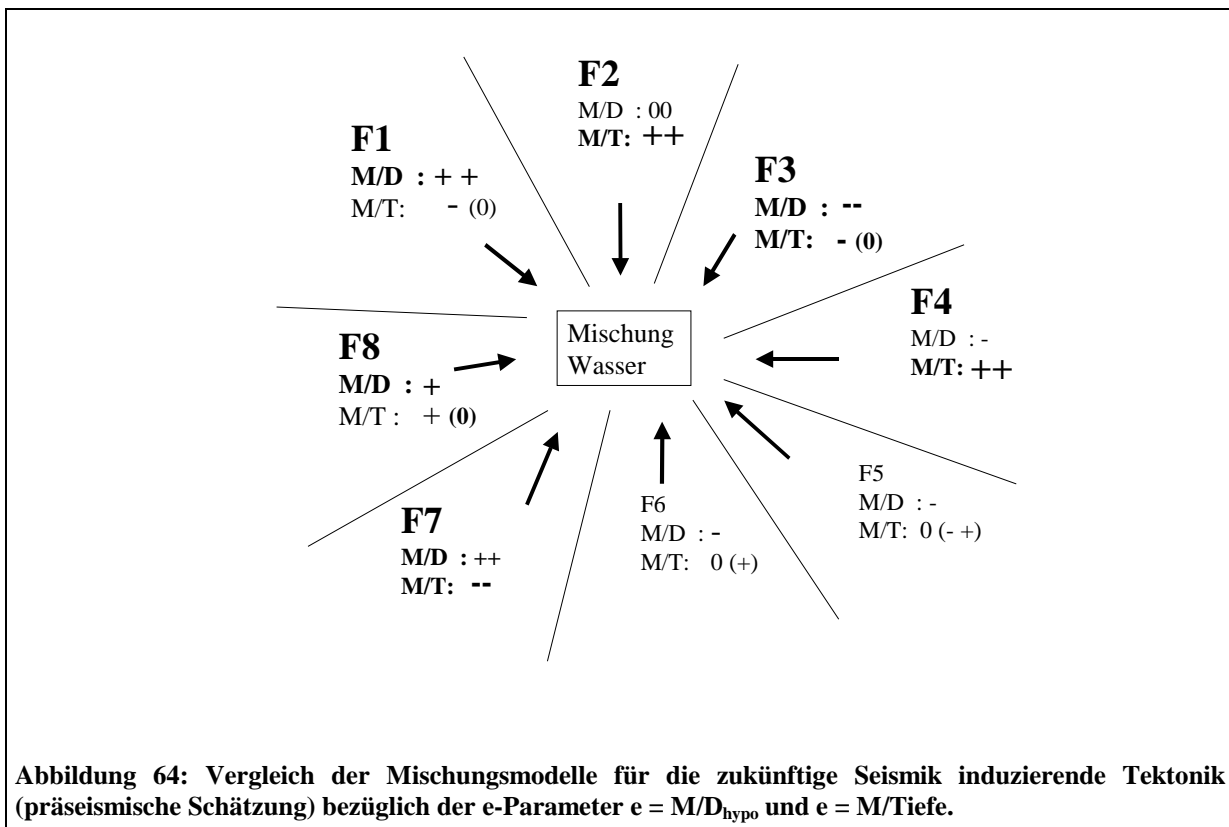 F1
M/D : + +
M/T: - (0)
F2
M/D : 00
M/T: ++
F3
M/D : --
M/T: - (0)
F4
M/D : -
M/T: ++
F5
M/D : -
M/T: 0 (- +)
F6
M/D : -
M/T: 0 (+)
F7
M/D : ++
M/T: --
F8
M/D : +
M/T : + (0)
Mischung
Wasser
Abbildung 64: Vergleich der Mischungsmodelle für die zukünftige Seismik induzierende Tektonik
(präseismische Schätzung) bezüglich der e-Parameter e = M/Dhypo und e = M/Tiefe.